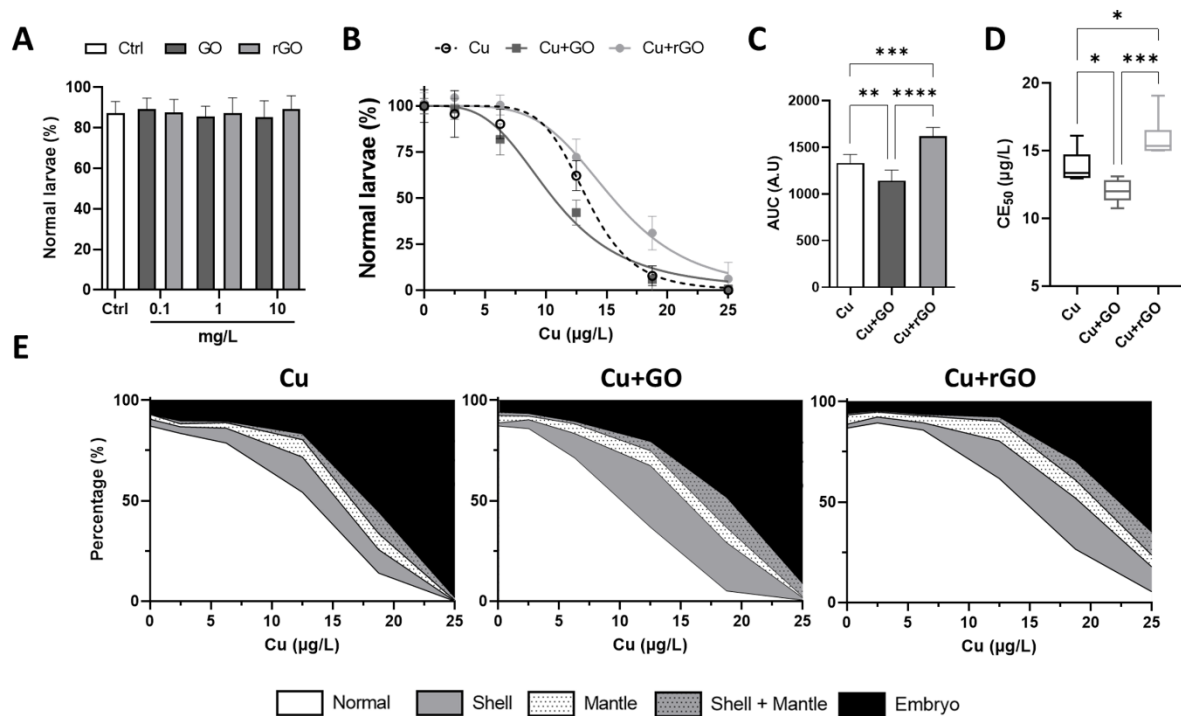 A
Ctrl GO rGO
Normal larvae (%)
100
80
60
40
20
0
Ctrl 0.1 1 10
mg/L
B
Cu Cu+GO Cu+rGO
Normal larvae (%)
100
75
50
25
0
0 5 10 15 20 25
Cu (µg/L)
C
***
** ****
AUC (A.U)
2000
1500
1000
500
0
Cu Cu+GO Cu+rGO
D
*
* ***
CE50 (µg/L)
20
15
10
5
Cu Cu+GO Cu+rGO
E
Cu
Percentage (%)
100
50
0
0 5 10 15 20 25
Cu (µg/L)
Cu+GO
100
50
0
0 5 10 15 20 25
Cu (µg/L)
Cu+rGO
100
50
0
0 5 10 15 20 25
Cu (µg/L)
Normal Shell Mantle Shell + Mantle Embryo